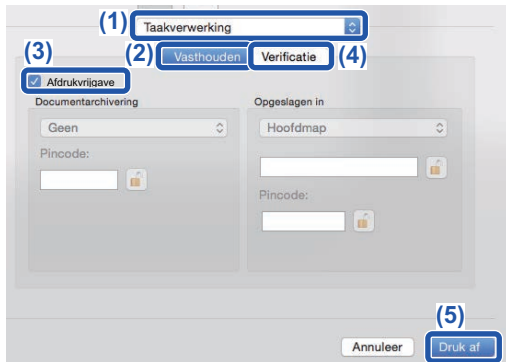 (1) Taakverwerking
(3) (2) Vasthouden Verificatie (4)
Afdrukvrijgave
Documentarchivering Opgeslagen in
Geen Hoofdmap
Pincode:
Pincode:
(5)
Annuleer Druk af